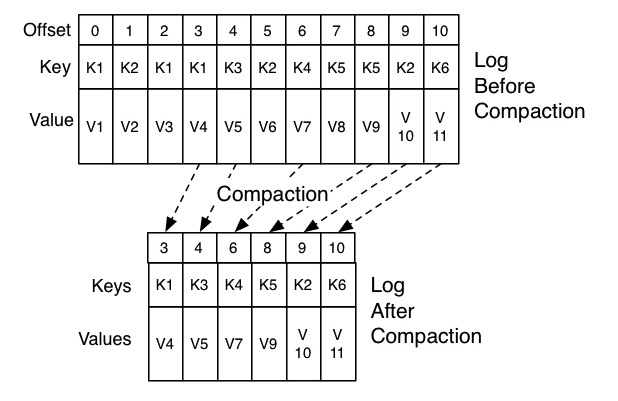 Offset 0 1 2 3 4 5 6 7 8 9 10
Key K1 K2 K1 K1 K3 K2 K4 K5 K5 K2 K6
Log
Before
Compaction
Value V1 V2 V3 V4 V5 V6 V7 V8 V9 V 10 V 11
Compaction
3 4 6 8 9 10
Keys K1 K3 K4 K5 K2 K6
Log
After
Compaction
Values V4 V5 V7 V9 V 10 V 11